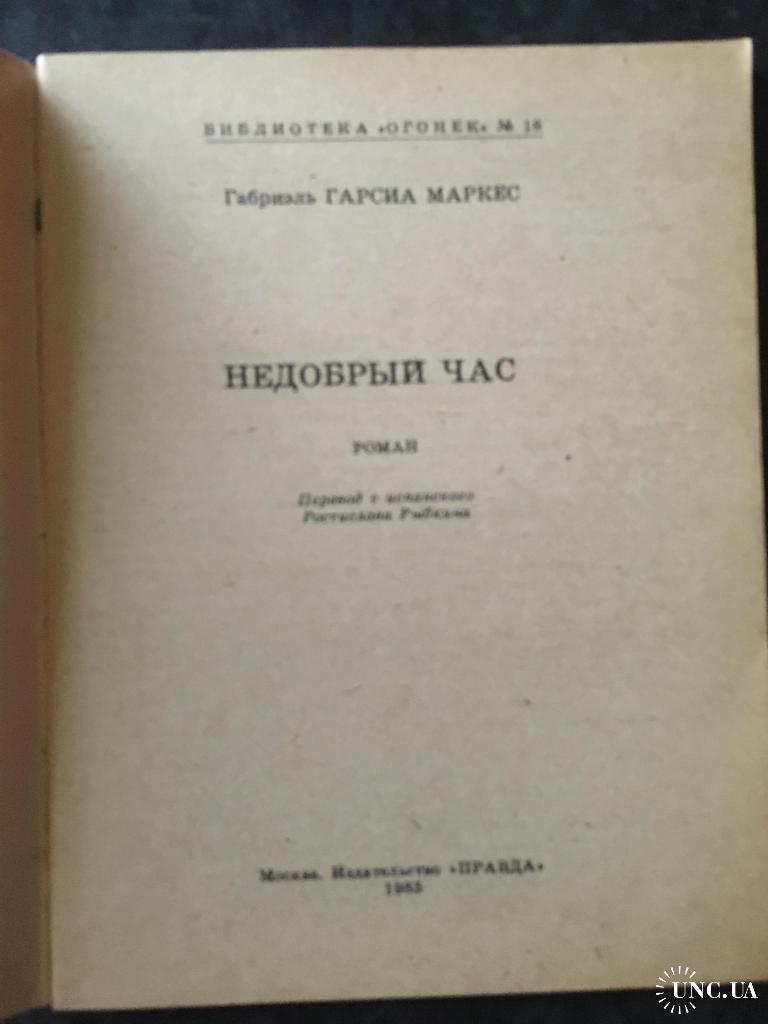 БИБЛИОТЕКА «ОГОНЕК» № 16
Габриэль ГАРСИА МАРКЕС
НЕДОБРЫЙ ЧАС
РОМАН
Перевод с испанского
Ростислава Рыбкина
Москва. Издательство «ПРАВДА»
1985
UNC.UA